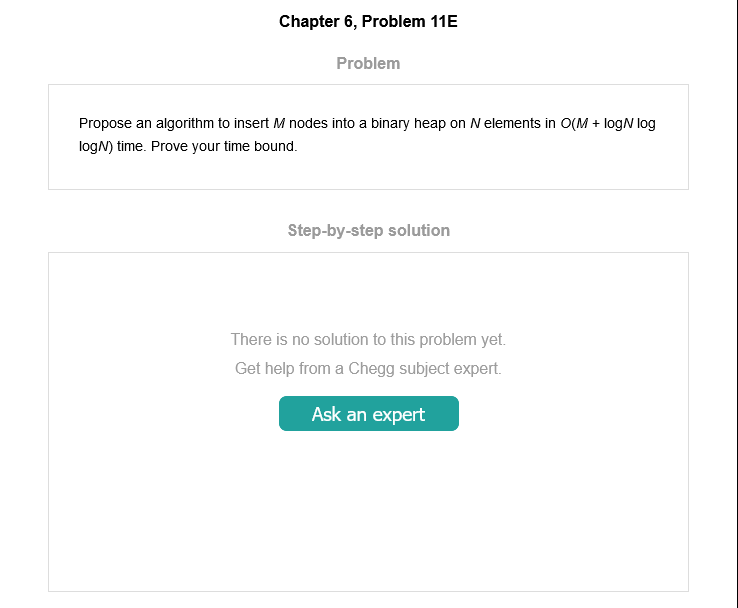 Chapter 6, Problem 11E
Problem
Propose an algorithm to insert M nodes into a binary heap on N elements in O(M + logN log
logN) time. Prove your time bound.
Step-by-step solution
There is no solution to this problem yet.
Get help from a Chegg subject expert.
Ask an expert